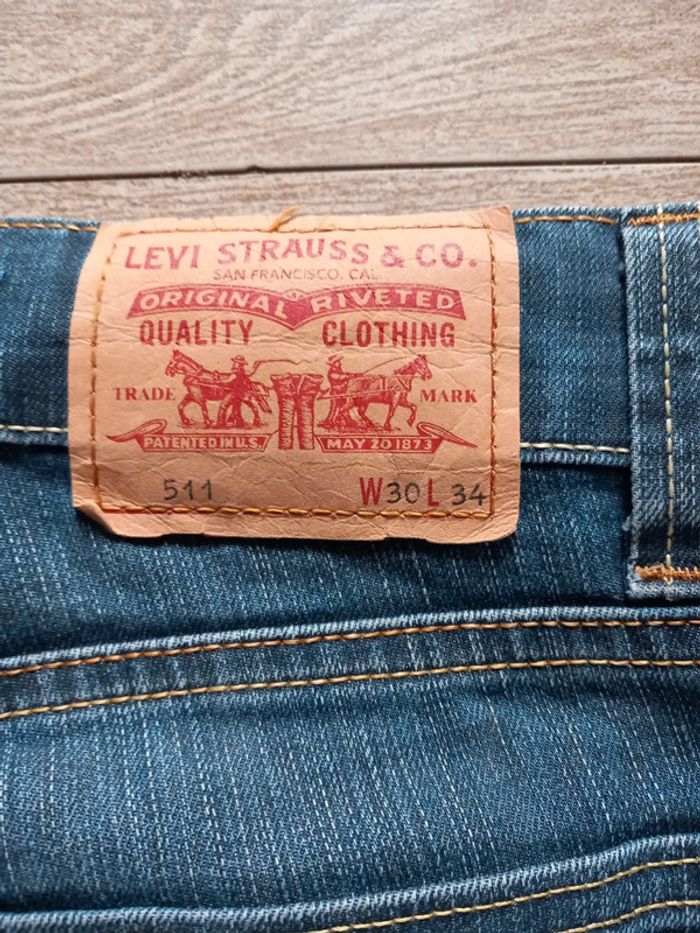 LEVI STRAUSS & CO.
SAN FRANCISCO. CAL
ORIGINAL RIVETED
QUALITY CLOTHING
TRADE MARK
PATENTED IN U.S. MAY 20 1873
511 W30 L 34